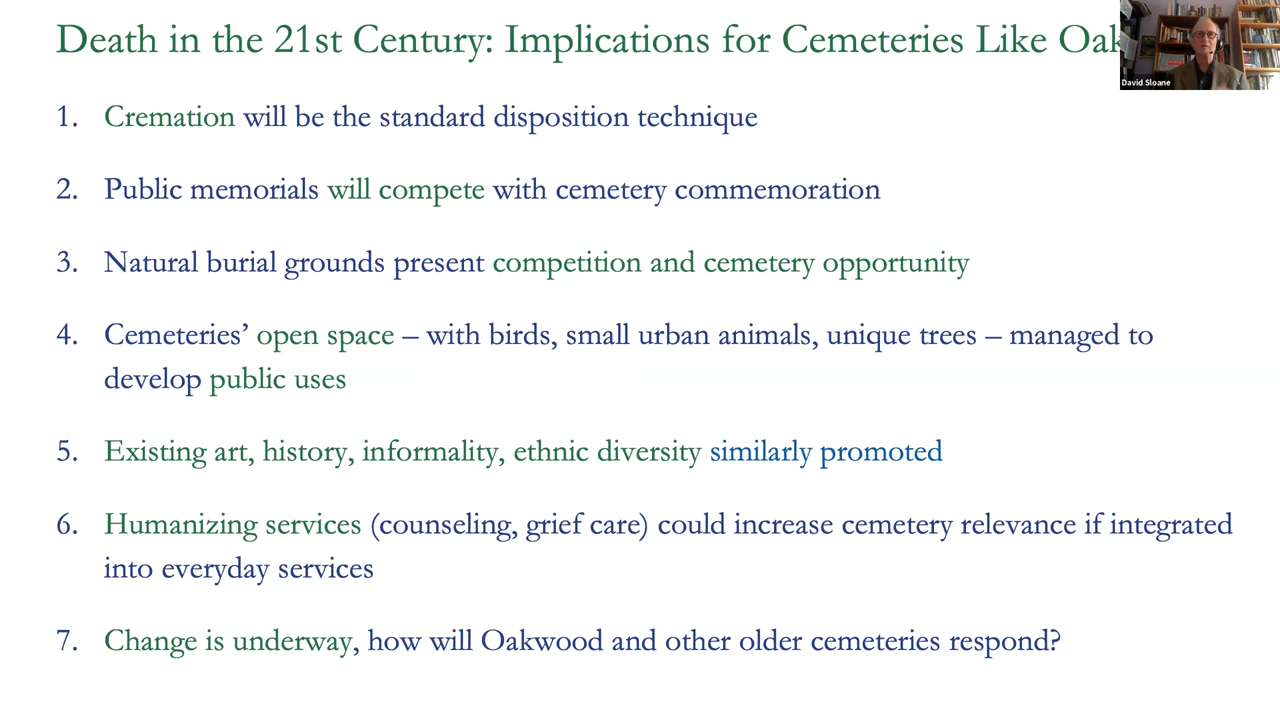 Death in the 21st Century: Implications for Cemeteries Like
David Sloane
1. Cremation will be the standard disposition technique
2. Public memorials will compete with cemetery commemoration
3. Natural burial grounds present competition and cemetery opportunity
4. Cemeteries’ open space – with birds, small urban animals, unique trees – managed to
develop public uses
5. Existing art, history, informality, ethnic diversity similarly promoted
6. Humanizing services (counseling, grief care) could increase cemetery relevance if integrated
into everyday services
7. Change is underway, how will Oakwood and other older cemeteries respond?